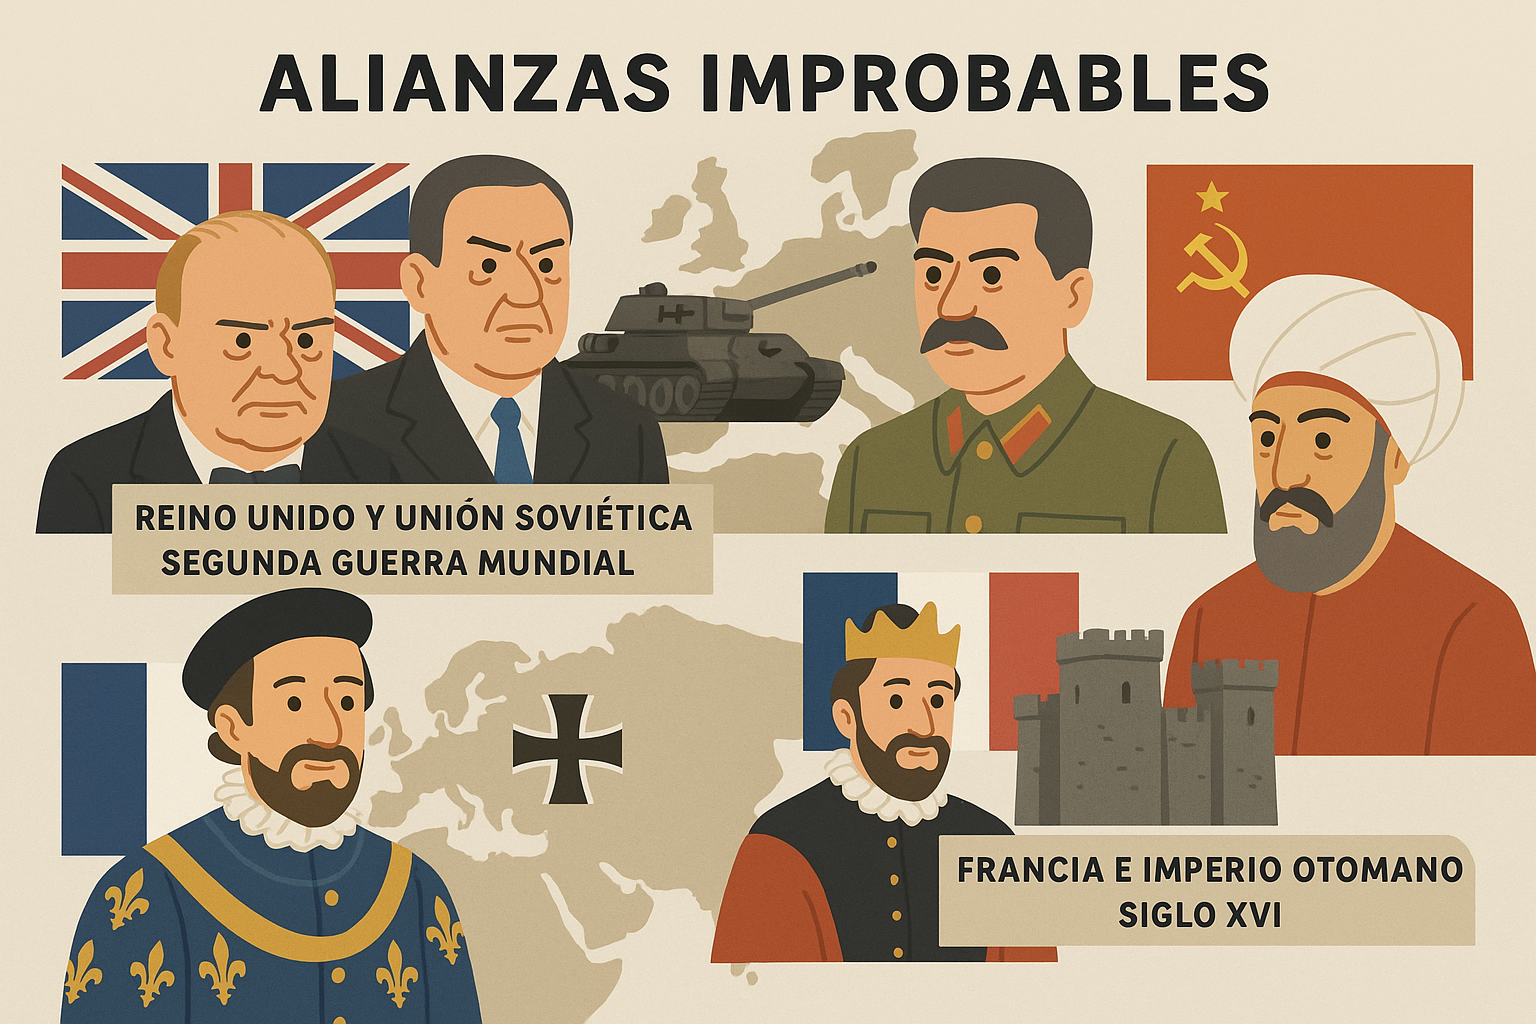 ALIANZAS IMPROBABLES
REINO UNIDO Y UNIÓN SOVIÉTICA
SEGUNDA GUERRA MUNDIAL
FRANCIA E IMPERIO OTOMANO
SIGLO XVI